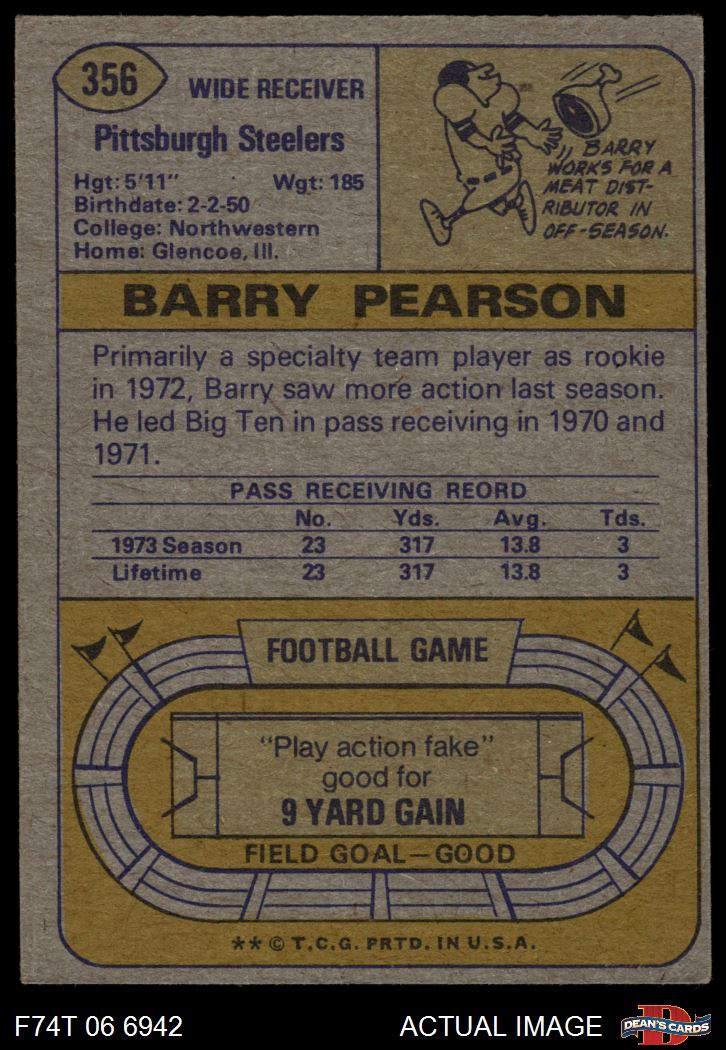 356
WIDE RECEIVER
Pittsburgh Steelers
Hgt: 5'11" Wgt: 185
Birthdate: 2-2-50
College: Northwestern
Home: Glencoe, Ill.
BARRY
WORKS FOR A
MEAT DIST-
RIBUTOR IN
OFF-SEASON.
BARRY PEARSON
Primarily a specialty team player as rookie
in 1972, Barry saw more action last season.
He led Big Ten in pass receiving in 1970 and
1971.
PASS RECEIVING REORD
No. Yds. Avg. Tds.
1973 Season 23 317 13.8 3
Lifetime 23 317 13.8 3
FOOTBALL GAME
"Play action fake"
good for
9 YARD GAIN
FIELD GOAL—GOOD
** © T.C.G. PRTD. IN U.S.A.
F74T 06 6942 ACTUAL IMAGE
DEAN'S CARDS